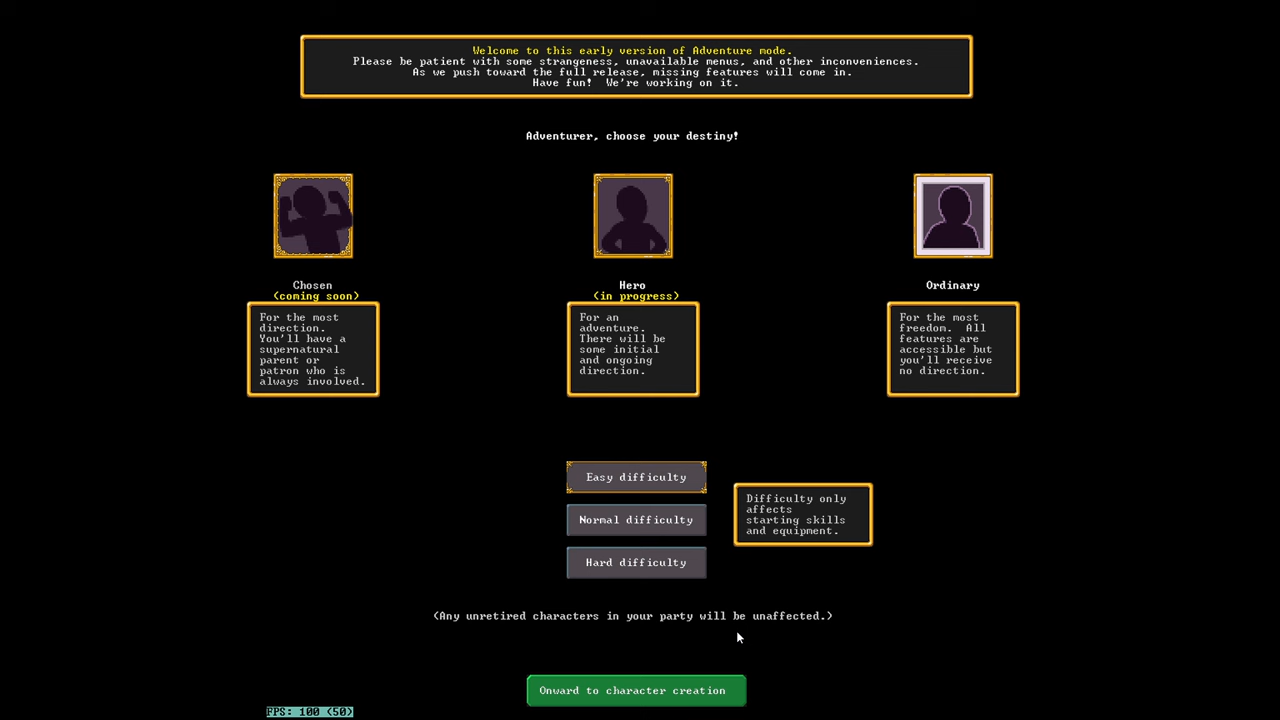 Welcome to this early version of Adventure mode.
Please be patient with some strangeness, unavailable menus, and other inconveniences.
As we push toward the full release, missing features will come in.
Have fun!  We're working on it.
Adventurer, choose your destiny!
Chosen
(coming soon)
For the most
direction.
You'll have a
supernatural
parent or
patron who is
always involved.
Hero
(in progress)
For an
adventure.
There will be
some initial
and ongoing
direction.
Ordinary
For the most
freedom.  All
features are
accessible but
you'll receive
no direction.
Easy difficulty
Normal difficulty
Hard difficulty
Difficulty only
affects
starting skills
and equipment.
(Any unretired characters in your party will be unaffected.)
Onward to character creation
FPS: 100 (50)